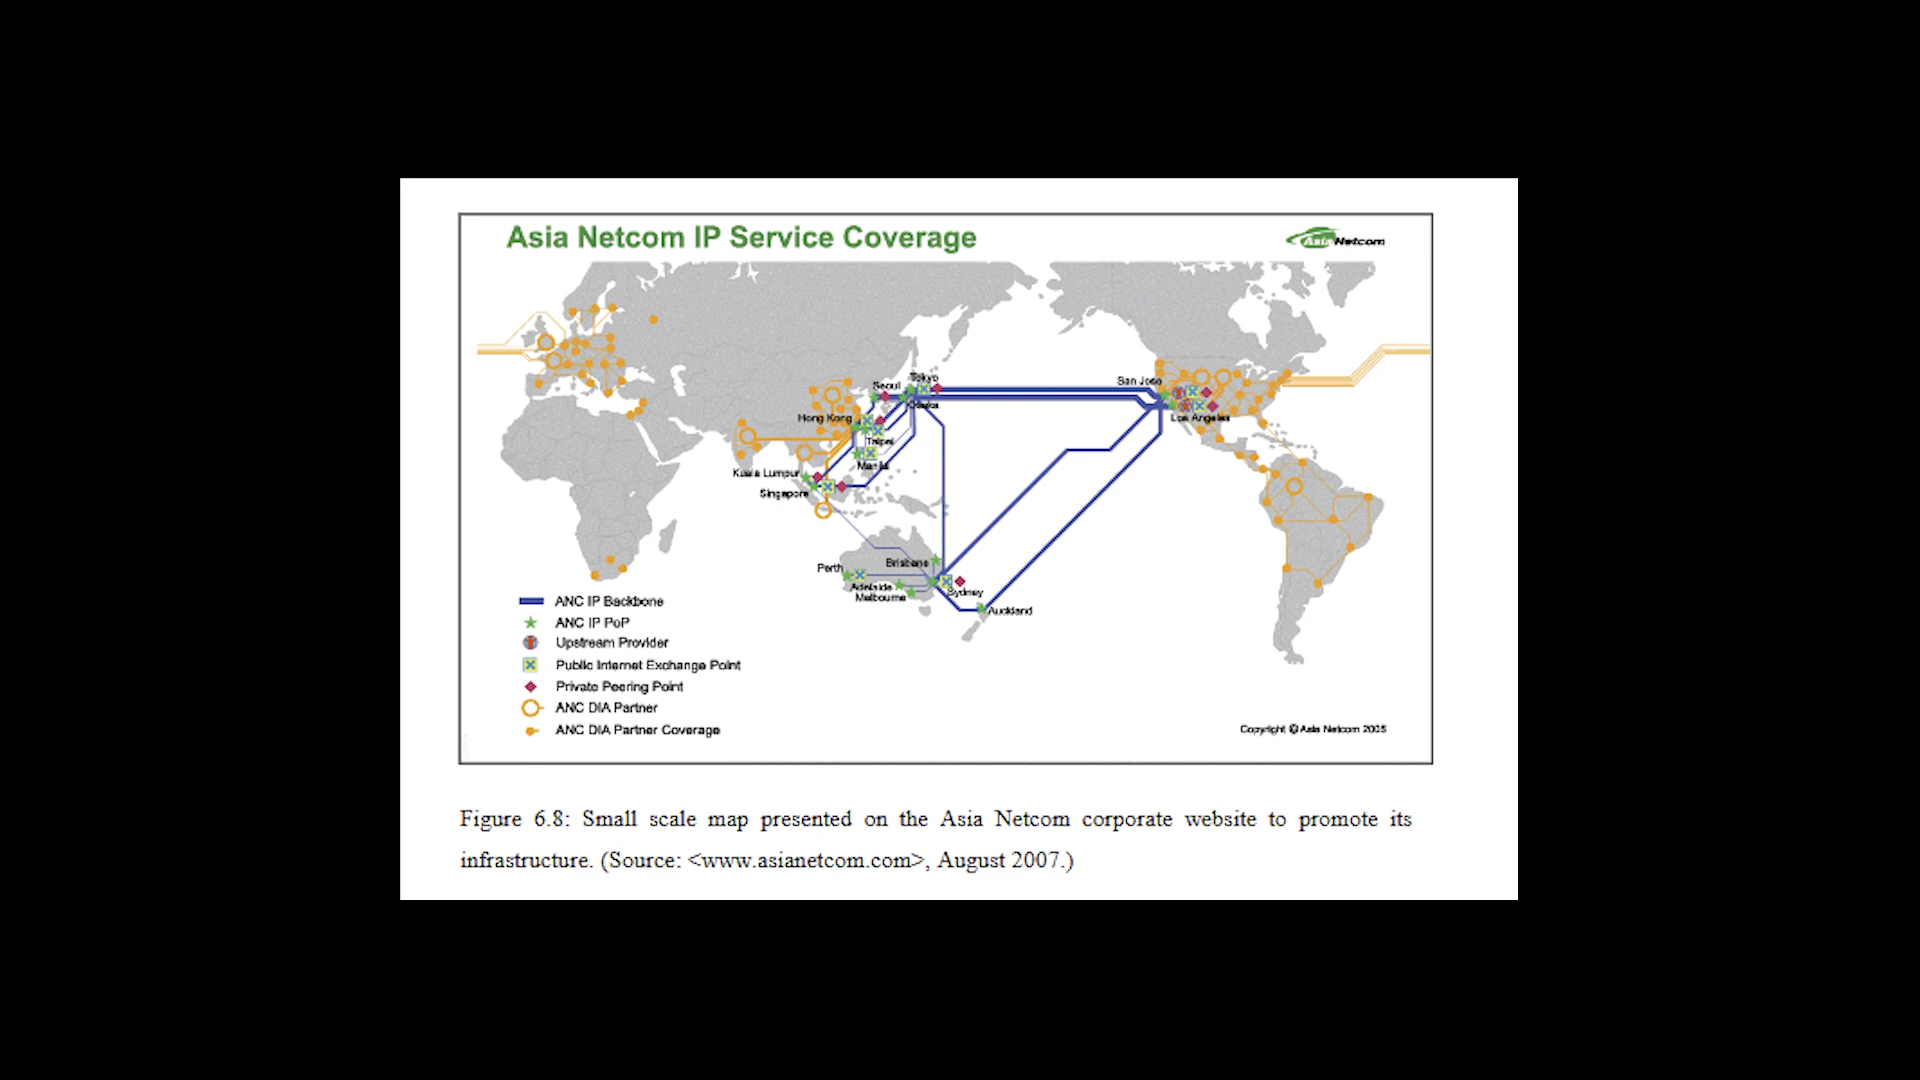 Asia Netcom IP Service Coverage
AsiaNetcom
Tokyo
Seoul
Osaka
San Jose
Hong Kong
Los Angeles
Taipei
Manila
Kuala Lumpur
Singapore
Brisbane
Perth
Adelaide
Melbourne
Sydney
Auckland
ANC IP Backbone
ANC IP PoP
Upstream Provider
Public Internet Exchange Point
Private Peering Point
ANC DIA Partner
ANC DIA Partner Coverage
Copyright © Asia Netcom 2005
Figure 6.8: Small scale map presented on the Asia Netcom corporate website to promote its
infrastructure. (Source: <www.asianetcom.com>, August 2007.)